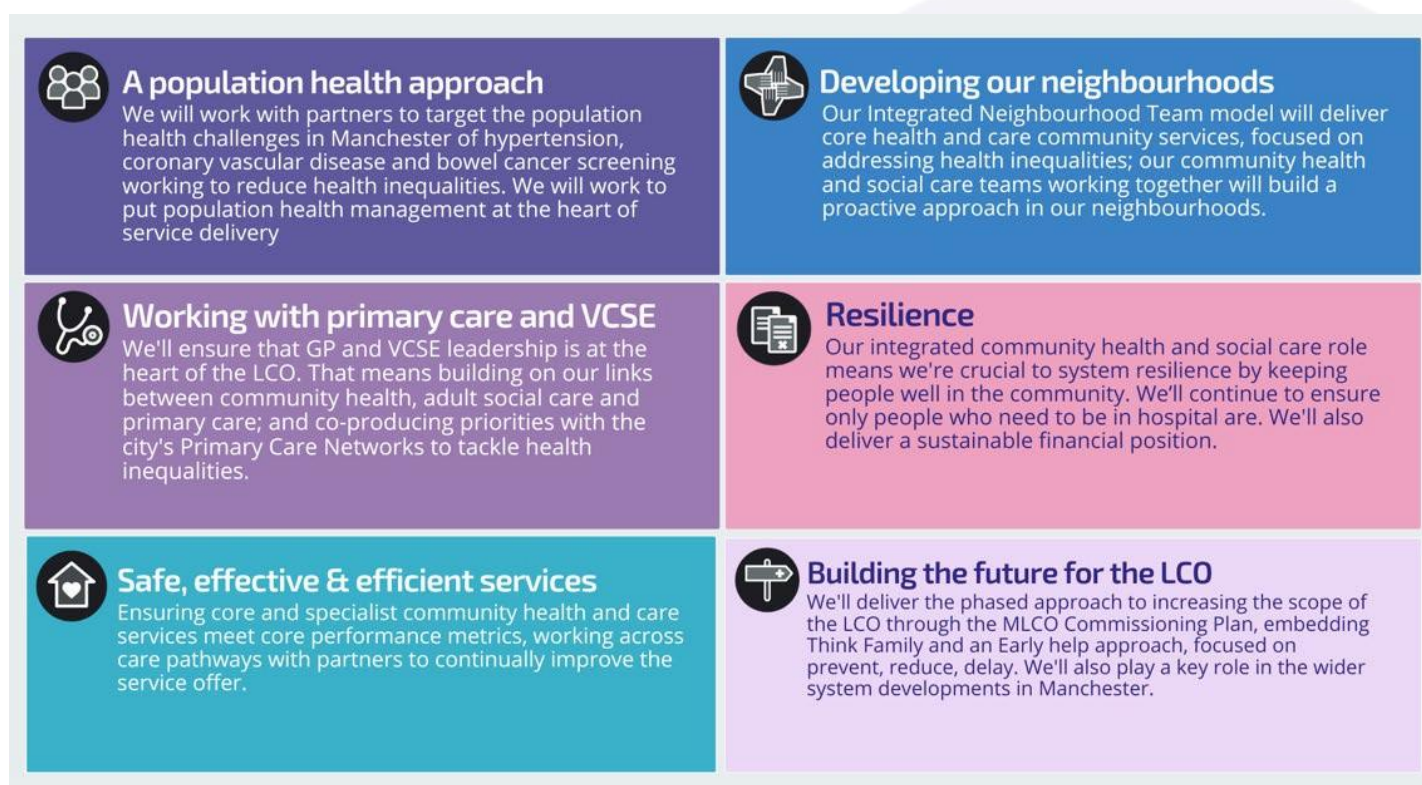 A population health approach
We will work with partners to target the population
health challenges in Manchester of hypertension,
coronary vascular disease and bowel cancer screening
working to reduce health inequalities. We will work to
put population health management at the heart of
service delivery
Developing our neighbourhoods
Our Integrated Neighbourhood Team model will deliver
core health and care community services, focused on
addressing health inequalities; our community health
and social care teams working together will build a
proactive approach in our neighbourhoods.
Working with primary care and VCSE
We'll ensure that GP and VCSE leadership is at the
heart of the LCO. That means building on our links
between community health, adult social care and
primary care; and co-producing priorities with the
city's Primary Care Networks to tackle health
inequalities.
Resilience
Our integrated community health and social care role
means we're crucial to system resilience by keeping
people well in the community. We'll continue to ensure
only people who need to be in hospital are. We'll also
deliver a sustainable financial position.
Safe, effective & efficient services
Ensuring core and specialist community health and care
services meet core performance metrics, working across
care pathways with partners to continually improve the
service offer.
Building the future for the LCO
We'll deliver the phased approach to increasing the scope of
the LCO through the MLCO Commissioning Plan, embedding
Think Family and an Early help approach, focused on
prevent, reduce, delay. We'll also play a key role in the wider
system developments in Manchester.